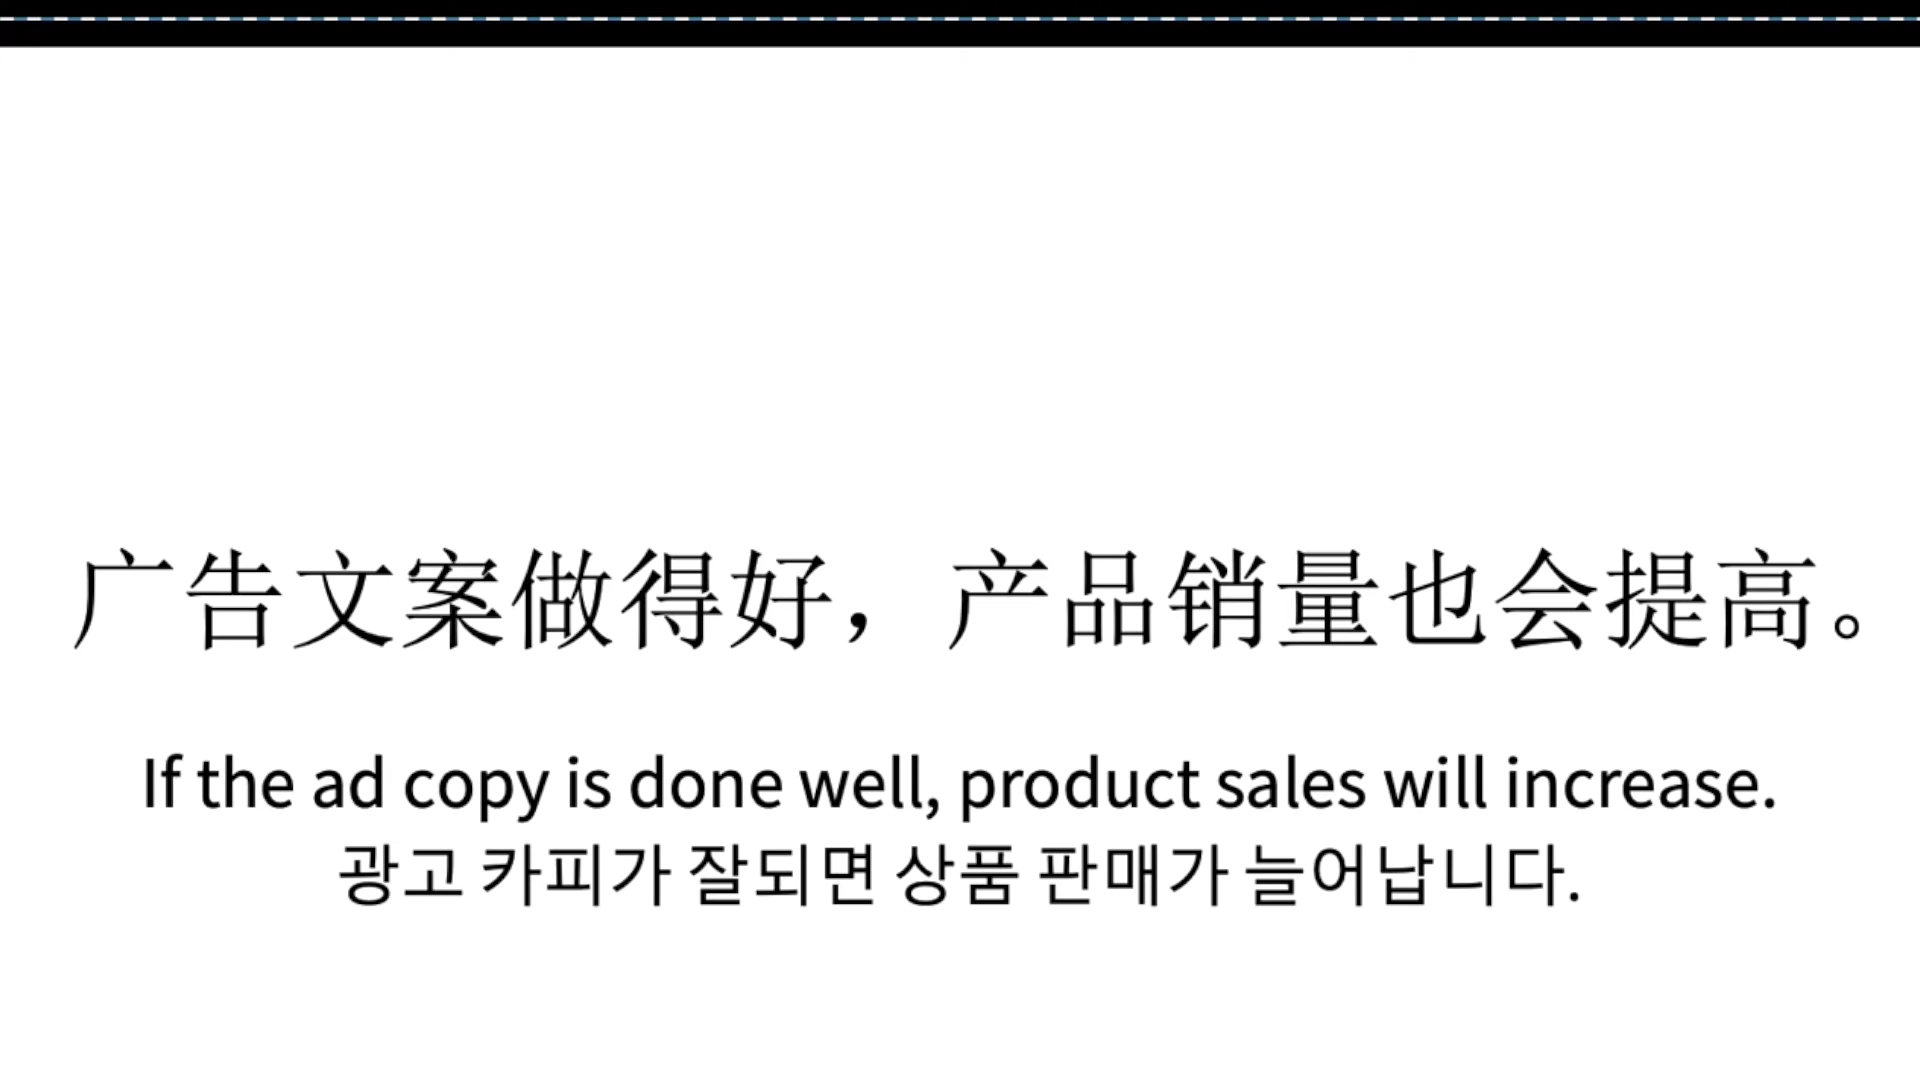 广告文案做得好，产品销量也会提高。
If the ad copy is done well, product sales will increase.
광고 카피가 잘되면 상품 판매가 늘어납니다.